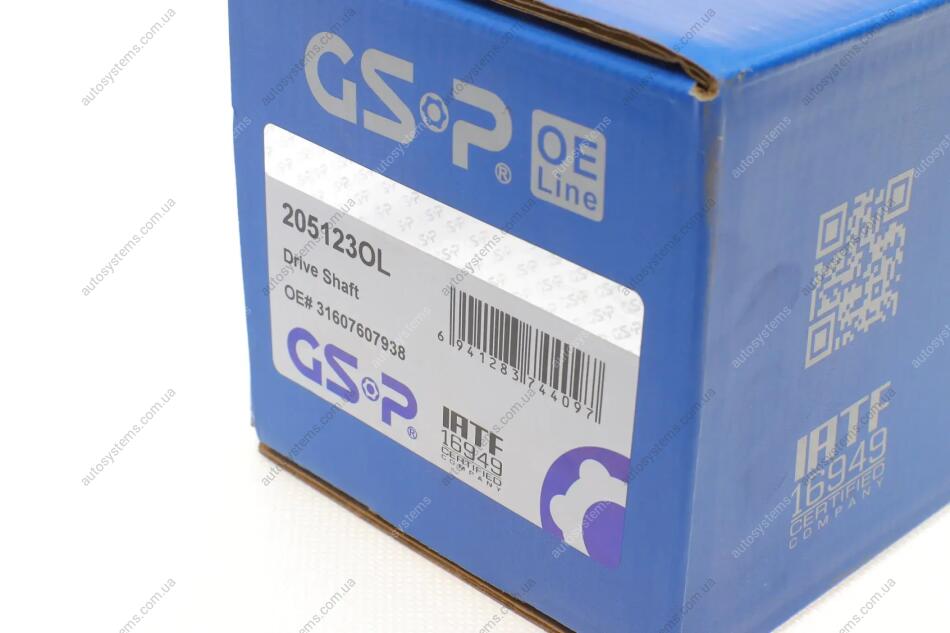 GSP®
OE
Line
205123OL
Drive Shaft
OE# 31607607938
6 941283 744097
GSP®
IATF
16949
CERTIFIED
COMPANY
IATF
16949
CERTIFIED
COMPANY
autosystems.com.ua